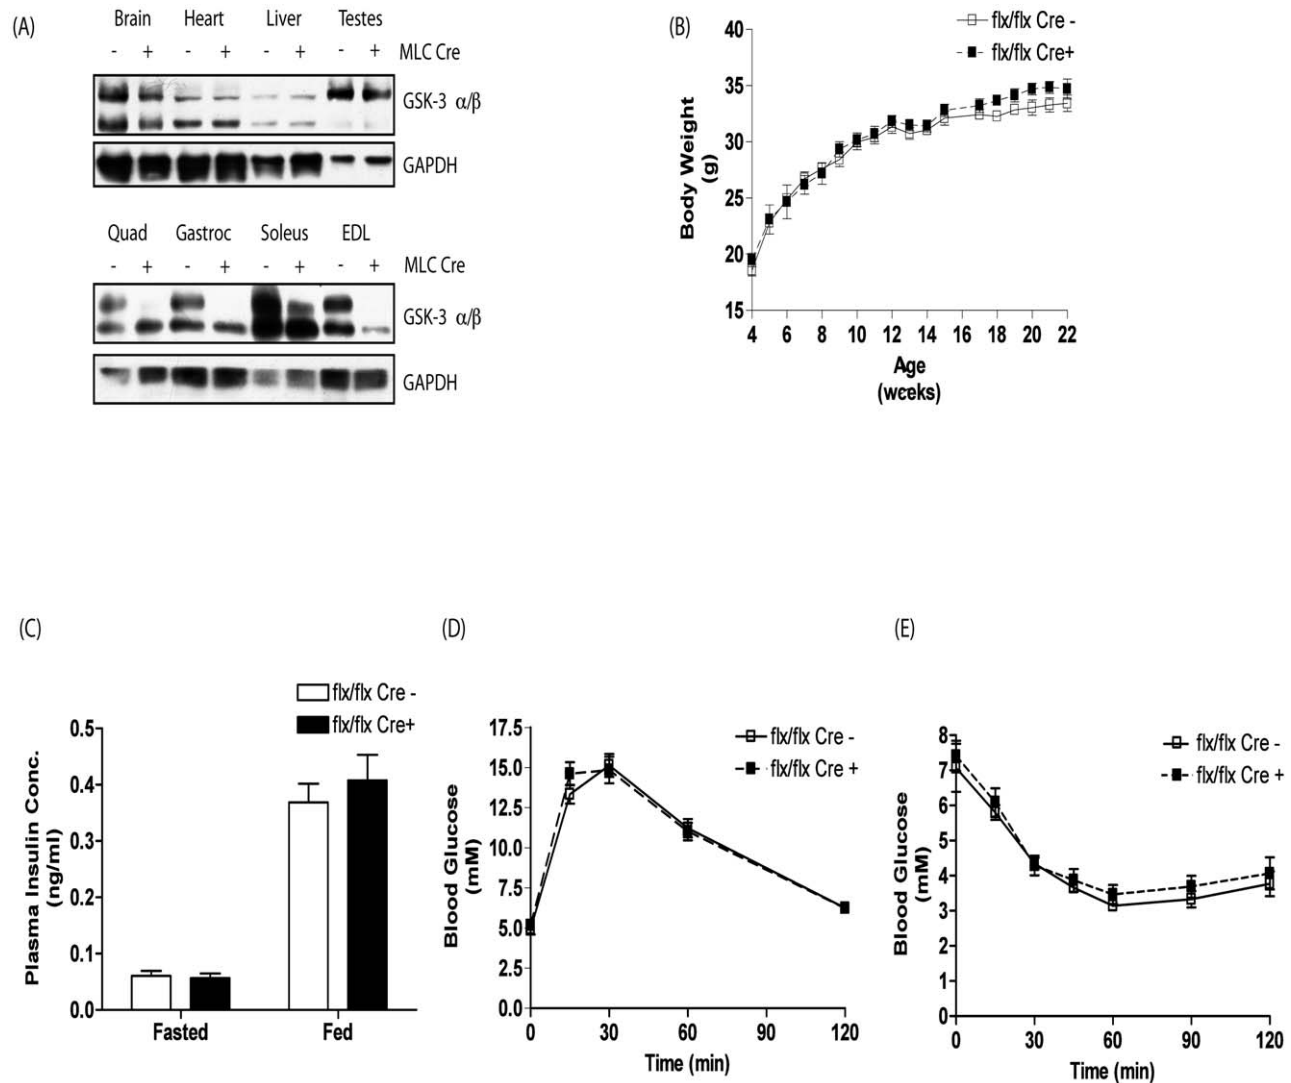 (A)
Brain Heart Liver Testes
- + - + - + - + MLC Cre
GSK-3 α/β
GAPDH
Quad Gastroc Soleus EDL
- + - + - + - + MLC Cre
GSK-3 α/β
GAPDH
(B)
flx/flx Cre -
flx/flx Cre+
40
35
30
25
20
15
Body Weight
(g)
4 6 8 10 12 14 16 18 20 22
Age
(weeks)
(C)
flx/flx Cre -
flx/flx Cre+
0.5
0.4
0.3
0.2
0.1
0.0
Plasma Insulin Conc.
(ng/ml)
Fasted Fed
(D)
flx/flx Cre -
flx/flx Cre +
17.5
15.0
12.5
10.0
7.5
5.0
2.5
0.0
Blood Glucose
(mM)
0 30 60 90 120
Time (min)
(E)
flx/flx Cre -
flx/flx Cre +
8
7
6
5
4
3
2
1
0
Blood Glucose
(mM)
0 30 60 90 120
Time (min)